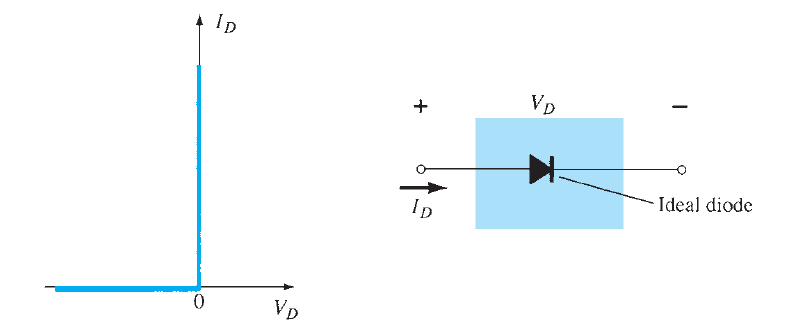 I_D
0
V_D
+ V_D −
I_D
Ideal diode